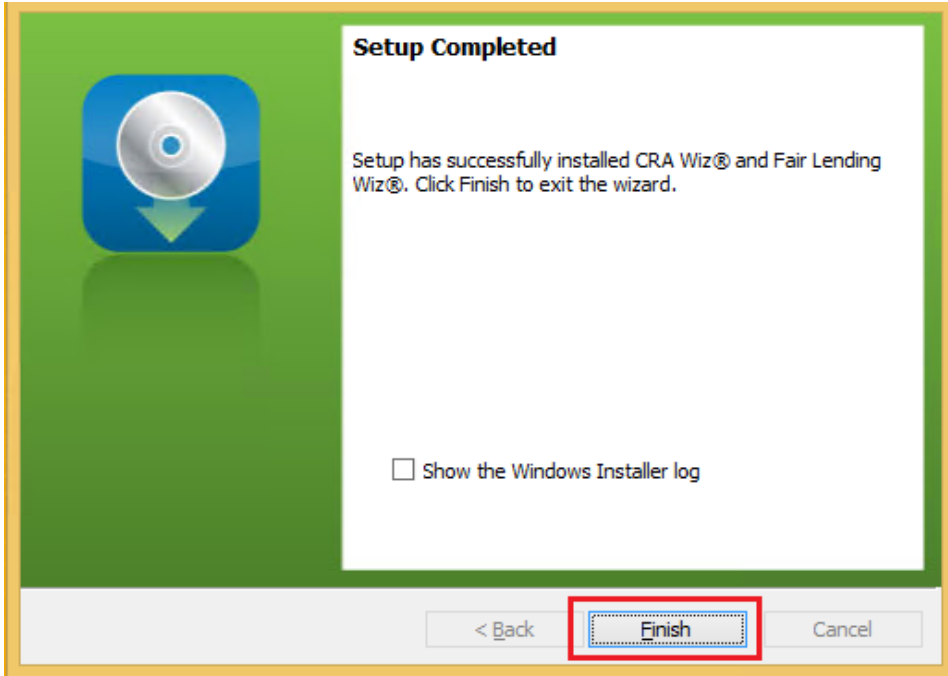 Setup Completed
Setup has successfully installed CRA Wiz® and Fair Lending
Wiz®. Click Finish to exit the wizard.
Show the Windows Installer log
< Back
Finish
Cancel